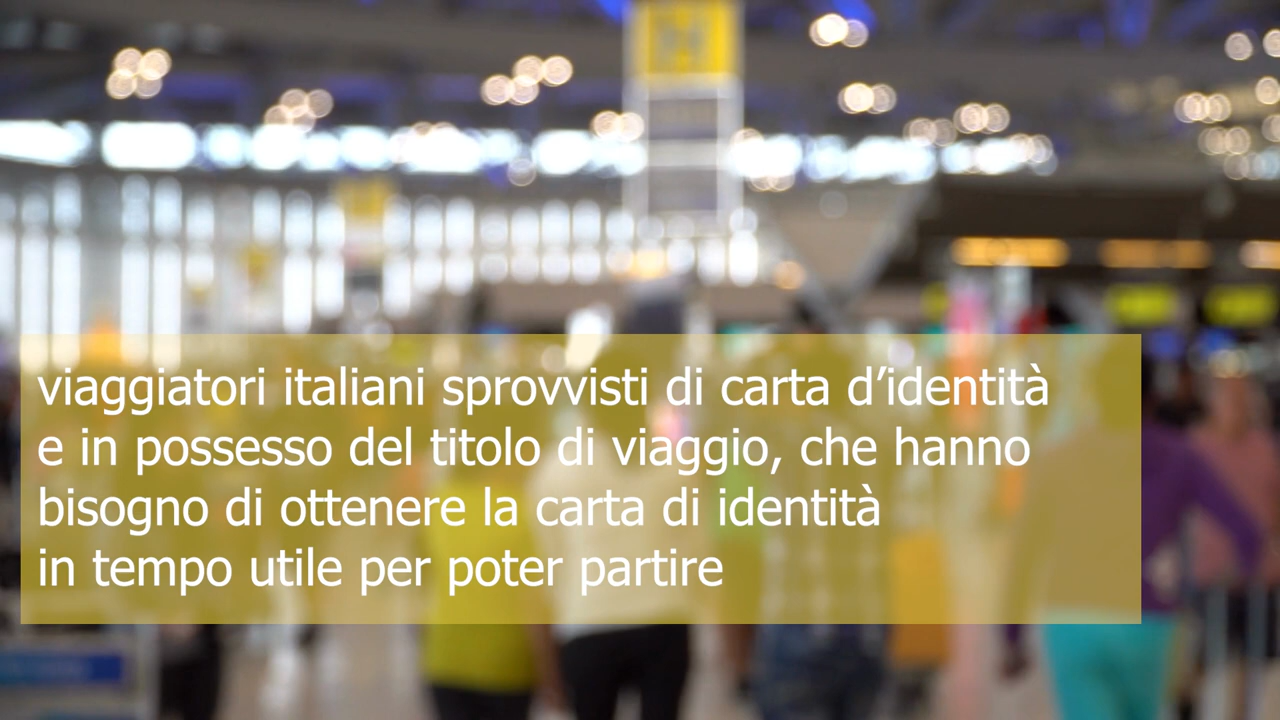 viaggiatori italiani sprovvisti di carta d’identità
e in possesso del titolo di viaggio, che hanno
bisogno di ottenere la carta di identità
in tempo utile per poter partire